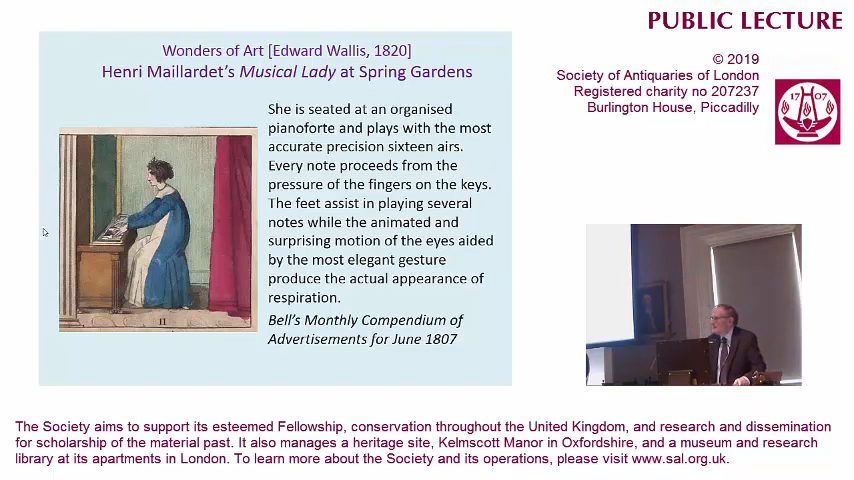 PUBLIC LECTURE
© 2019
Society of Antiquaries of London
Registered charity no 207237
Burlington House, Piccadilly
1707
Wonders of Art [Edward Wallis, 1820]
Henri Maillardet’s Musical Lady at Spring Gardens
She is seated at an organised
pianoforte and plays with the most
accurate precision sixteen airs.
Every note proceeds from the
pressure of the fingers on the keys.
The feet assist in playing several
notes while the animated and
surprising motion of the eyes aided
by the most elegant gesture
produce the actual appearance of
respiration.
Bell’s Monthly Compendium of
Advertisements for June 1807
11
The Society aims to support its esteemed Fellowship, conservation throughout the United Kingdom, and research and dissemination
for scholarship of the material past. It also manages a heritage site, Kelmscott Manor in Oxfordshire, and a museum and research
library at its apartments in London. To learn more about the Society and its operations, please visit www.sal.org.uk.